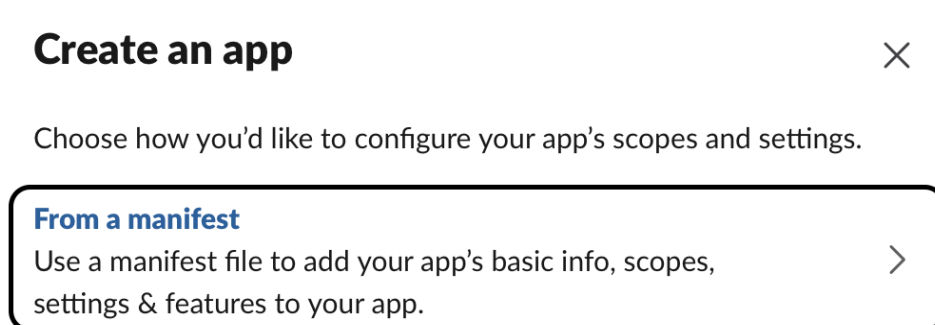 Create an app
Choose how you’d like to configure your app’s scopes and settings.
From a manifest
Use a manifest file to add your app’s basic info, scopes,
settings & features to your app.